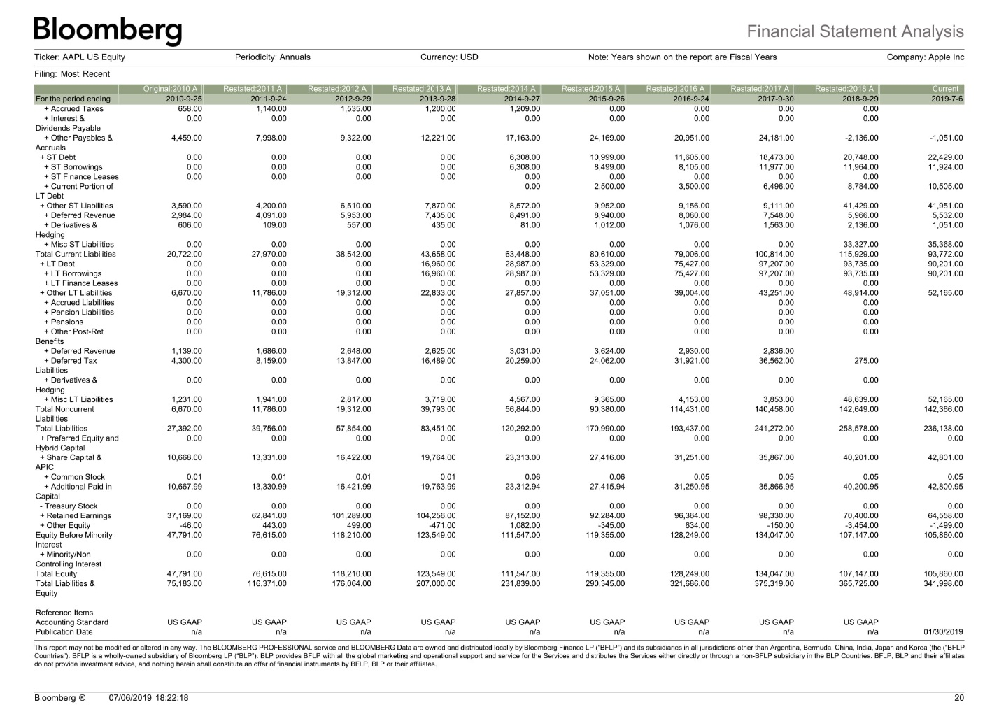 Bloomberg
Financial Statement Analysis
Ticker: AAPL US Equity Periodicity: Annuals Currency: USD Note: Years shown on the report are Fiscal Years Company: Apple Inc
Filing: Most Recent
Original:2010 A Restated:2011 A Restated:2012 A Restated:2013 A Restated:2014 A Restated:2015 A Restated:2016 A Restated:2017 A Restated:2018 A Current
For the period ending 2010-9-25 2011-9-24 2012-9-29 2013-9-28 2014-9-27 2015-9-26 2016-9-24 2017-9-30 2018-9-29 2019-7-6
+ Accrued Taxes 658.00 1,140.00 1,535.00 1,200.00 1,209.00 0.00 0.00 0.00 0.00
+ Interest & 0.00 0.00 0.00 0.00 0.00 0.00 0.00 0.00 0.00
Dividends Payable
+ Other Payables & 4,459.00 7,998.00 9,322.00 12,221.00 17,163.00 24,169.00 20,951.00 24,181.00 -2,136.00 -1,051.00
Accruals
+ ST Debt 0.00 0.00 0.00 0.00 6,308.00 10,999.00 11,605.00 18,473.00 20,748.00 22,429.00
+ ST Borrowings 0.00 0.00 0.00 0.00 6,308.00 8,499.00 8,105.00 11,977.00 11,964.00 11,924.00
+ ST Finance Leases 0.00 0.00 0.00 0.00 0.00 0.00 0.00 0.00 0.00
+ Current Portion of 0.00 2,500.00 3,500.00 6,496.00 8,784.00 10,505.00
LT Debt
+ Other ST Liabilities 3,590.00 4,200.00 6,510.00 7,870.00 8,572.00 9,952.00 9,156.00 9,111.00 41,429.00 41,951.00
+ Deferred Revenue 2,984.00 4,091.00 5,953.00 7,435.00 8,491.00 8,940.00 8,080.00 7,548.00 5,966.00 5,532.00
+ Derivatives & 606.00 109.00 557.00 435.00 81.00 1,012.00 1,076.00 1,563.00 2,136.00 1,051.00
Hedging
+ Misc ST Liabilities 0.00 0.00 0.00 0.00 0.00 0.00 0.00 0.00 33,327.00 35,368.00
Total Current Liabilities 20,722.00 27,970.00 38,542.00 43,658.00 63,448.00 80,610.00 79,006.00 100,814.00 115,929.00 93,772.00
+ LT Debt 0.00 0.00 0.00 16,960.00 28,987.00 53,329.00 75,427.00 97,207.00 93,735.00 90,201.00
+ LT Borrowings 0.00 0.00 0.00 16,960.00 28,987.00 53,329.00 75,427.00 97,207.00 93,735.00 90,201.00
+ LT Finance Leases 0.00 0.00 0.00 0.00 0.00 0.00 0.00 0.00 0.00
+ Other LT Liabilities 6,670.00 11,786.00 19,312.00 22,833.00 27,857.00 37,051.00 39,004.00 43,251.00 48,914.00 52,165.00
+ Accrued Liabilities 0.00 0.00 0.00 0.00 0.00 0.00 0.00 0.00 0.00
+ Pension Liabilities 0.00 0.00 0.00 0.00 0.00 0.00 0.00 0.00 0.00
+ Pensions 0.00 0.00 0.00 0.00 0.00 0.00 0.00 0.00 0.00
+ Other Post-Ret 0.00 0.00 0.00 0.00 0.00 0.00 0.00 0.00 0.00
Benefits
+ Deferred Revenue 1,139.00 1,686.00 2,648.00 2,625.00 3,031.00 3,624.00 2,930.00 2,836.00
+ Deferred Tax 4,300.00 8,159.00 13,847.00 16,489.00 20,259.00 24,062.00 31,921.00 36,562.00 275.00
Liabilities
+ Derivatives & 0.00 0.00 0.00 0.00 0.00 0.00 0.00 0.00 0.00
Hedging
+ Misc LT Liabilities 1,231.00 1,941.00 2,817.00 3,719.00 4,567.00 9,365.00 4,153.00 3,853.00 48,639.00 52,165.00
Total Noncurrent 6,670.00 11,786.00 19,312.00 39,793.00 56,844.00 90,380.00 114,431.00 140,458.00 142,649.00 142,366.00
Liabilities
Total Liabilities 27,392.00 39,756.00 57,854.00 83,451.00 120,292.00 170,990.00 193,437.00 241,272.00 258,578.00 236,138.00
+ Preferred Equity and 0.00 0.00 0.00 0.00 0.00 0.00 0.00 0.00 0.00 0.00
Hybrid Capital
+ Share Capital & 10,668.00 13,331.00 16,422.00 19,764.00 23,313.00 27,416.00 31,251.00 35,867.00 40,201.00 42,801.00
APIC
+ Common Stock 0.01 0.01 0.01 0.01 0.06 0.06 0.05 0.05 0.05 0.05
+ Additional Paid in 10,667.99 13,330.99 16,421.99 19,763.99 23,312.94 27,415.94 31,250.95 35,866.95 40,200.95 42,800.95
Capital
- Treasury Stock 0.00 0.00 0.00 0.00 0.00 0.00 0.00 0.00 0.00 0.00
+ Retained Earnings 37,169.00 62,841.00 101,289.00 104,256.00 87,152.00 92,284.00 96,364.00 98,330.00 70,400.00 64,558.00
+ Other Equity -46.00 443.00 499.00 -471.00 1,082.00 -345.00 634.00 -150.00 -3,454.00 -1,499.00
Equity Before Minority 47,791.00 76,615.00 118,210.00 123,549.00 111,547.00 119,355.00 128,249.00 134,047.00 107,147.00 105,860.00
Interest
+ Minority/Non 0.00 0.00 0.00 0.00 0.00 0.00 0.00 0.00 0.00 0.00
Controlling Interest
Total Equity 47,791.00 76,615.00 118,210.00 123,549.00 111,547.00 119,355.00 128,249.00 134,047.00 107,147.00 105,860.00
Total Liabilities & 75,183.00 116,371.00 176,064.00 207,000.00 231,839.00 290,345.00 321,686.00 375,319.00 365,725.00 341,998.00
Equity
Reference Items
Accounting Standard US GAAP US GAAP US GAAP US GAAP US GAAP US GAAP US GAAP US GAAP US GAAP
Publication Date n/a n/a n/a n/a n/a n/a n/a n/a n/a 01/30/2019
This report may not be modified or altered in any way. The BLOOMBERG PROFESSIONAL service and BLOOMBERG Data are owned and distributed locally by Bloomberg Finance LP ("BFLP") and its subsidiaries in all jurisdictions other than Argentina, Bermuda, China, India, Japan and Korea (the ("BFLP
Countries"). BFLP is a wholly-owned subsidiary of Bloomberg LP ("BLP"). BLP provides BFLP with all the global marketing and operational support and service for the Services and distributes the Services either directly or through a non-BFLP subsidiary in the BLP Countries. BFLP, BLP and their affiliates
do not provide investment advice, and nothing herein shall constitute an offer of financial instruments by BFLP, BLP or their affiliates.
Bloomberg ® 07/06/2019 18:22:18 20